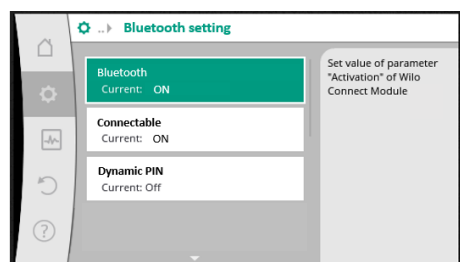 ..▸ Bluetooth setting
Bluetooth
Current: ON
Connectable
Current: ON
Dynamic PIN
Current: Off
Set value of parameter
"Activation" of Wilo
Connect Module
?